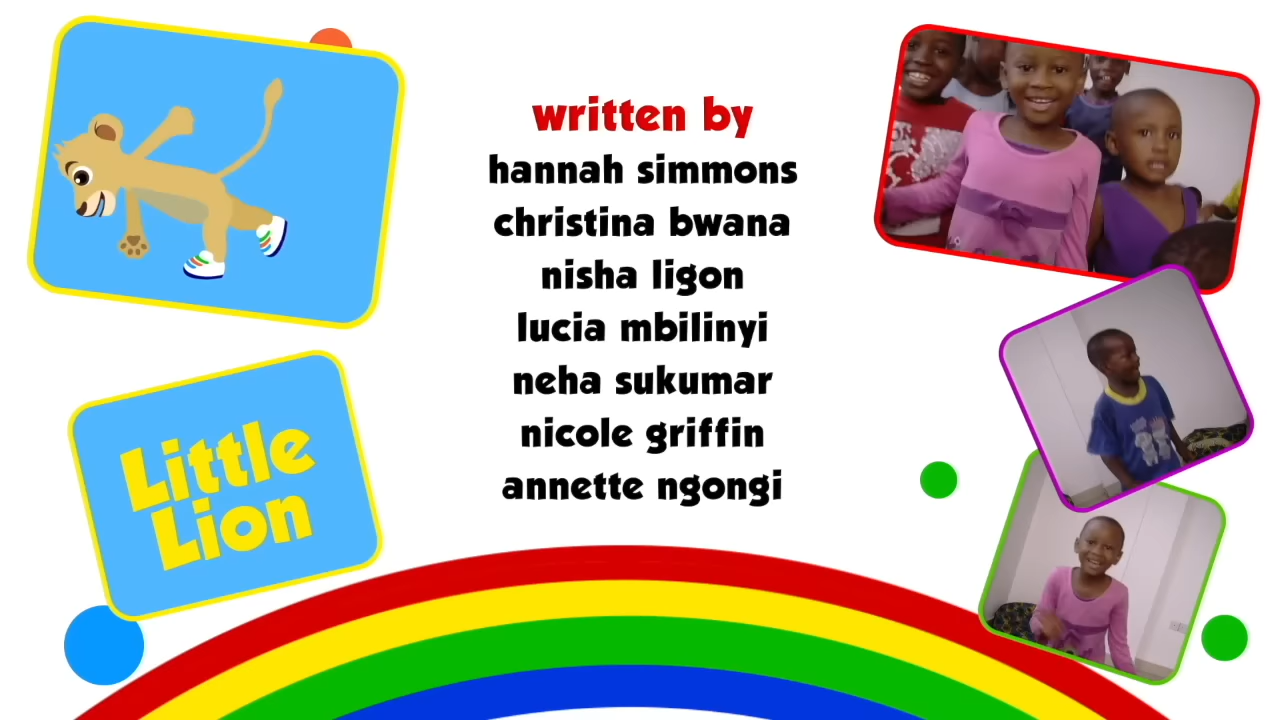 written by
hannah simmons
christina bwana
nisha ligon
lucia mbilinyi
neha sukumar
nicole griffin
annette ngongi
Little
Lion